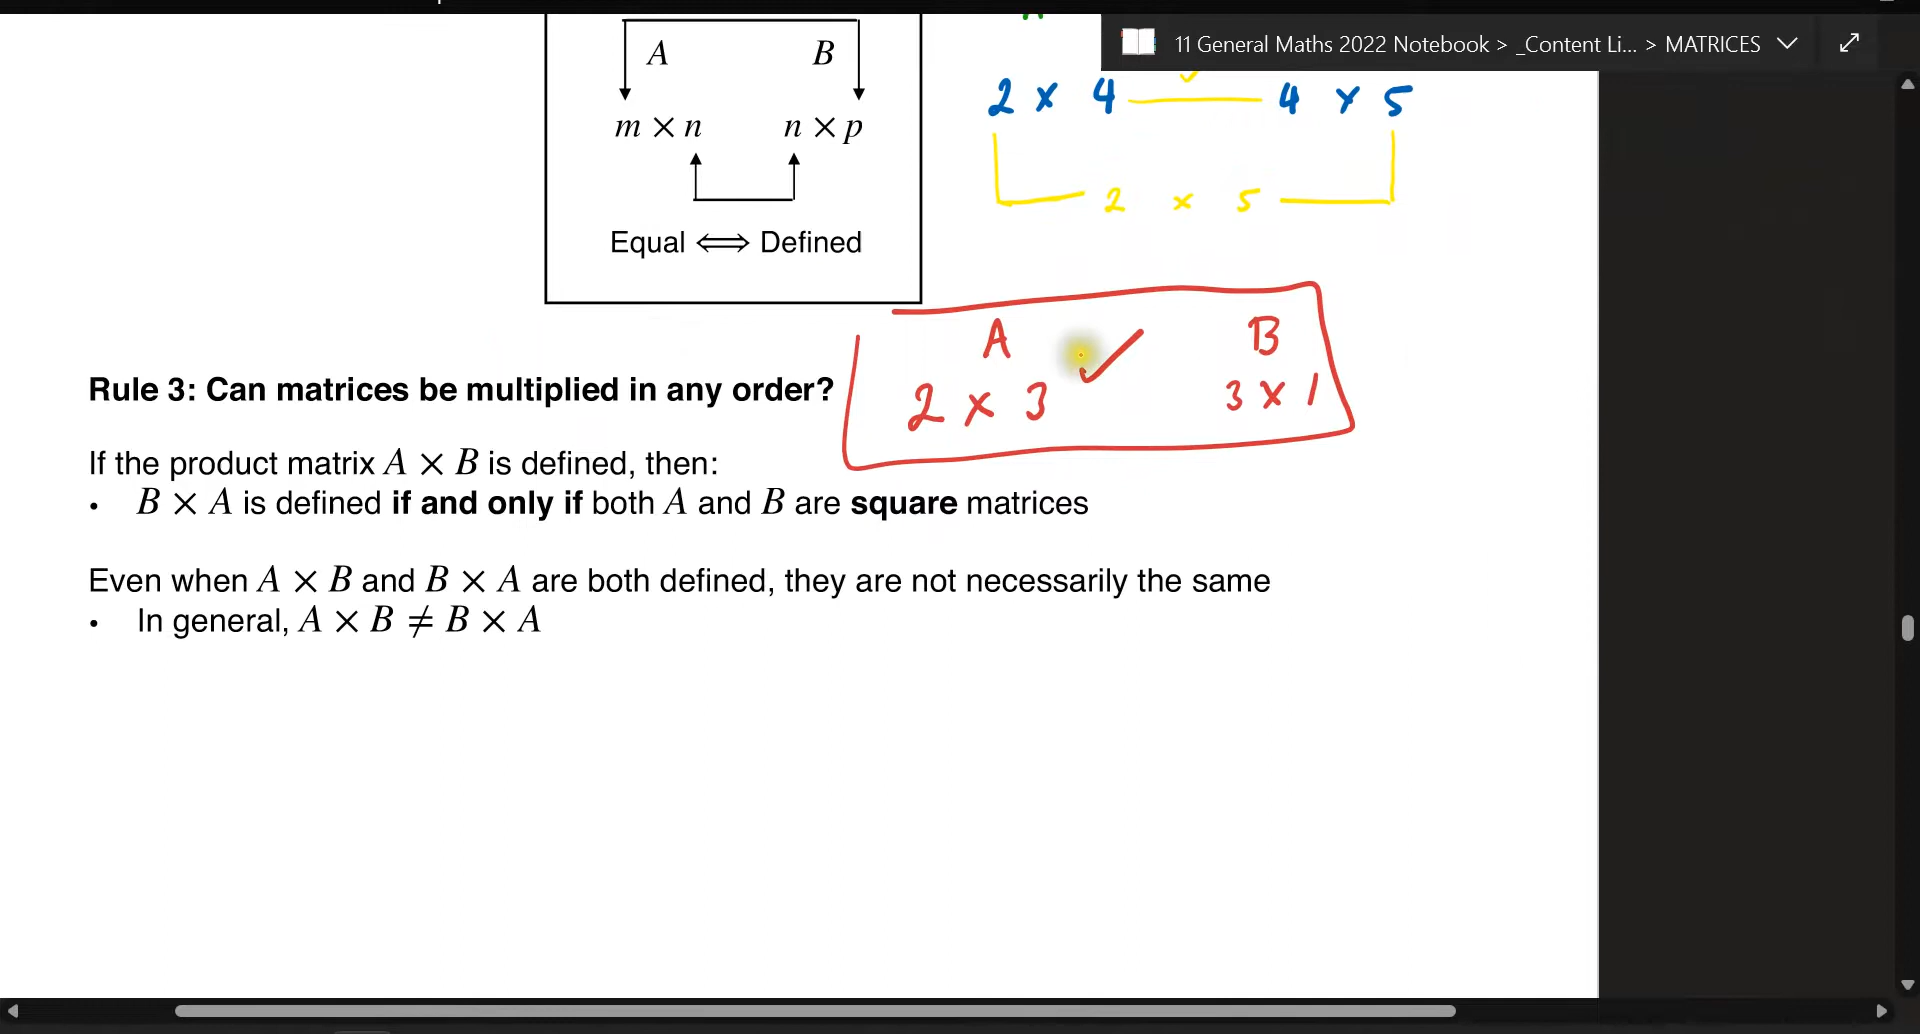 11 General Maths 2022 Notebook > _Content Li... > MATRICES
A B
m × n n × p
Equal ⟺ Defined
2 × 4 4 × 5
2 × 5
A B
2 × 3 3 × 1
Rule 3: Can matrices be multiplied in any order?
If the product matrix A × B is defined, then:
• B × A is defined if and only if both A and B are square matrices
Even when A × B and B × A are both defined, they are not necessarily the same
• In general, A × B ≠ B × A